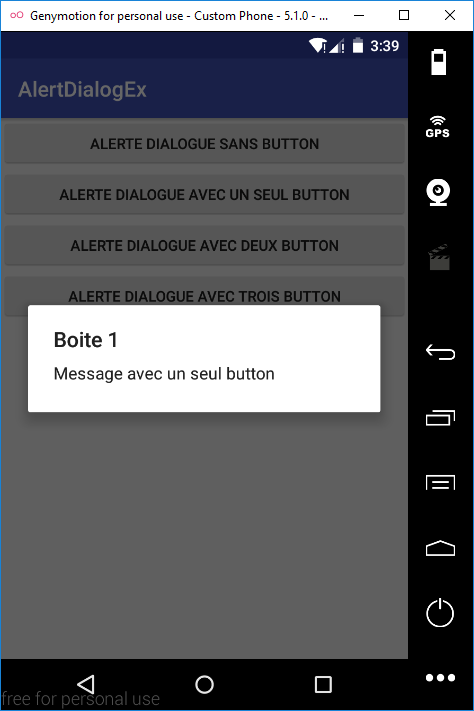 Genymotion for personal use - Custom Phone - 5.1.0 - ...
3:39
AlertDialogEx
ALERTE DIALOGUE SANS BUTTON
ALERTE DIALOGUE AVEC UN SEUL BUTTON
ALERTE DIALOGUE AVEC DEUX BUTTON
ALERTE DIALOGUE AVEC TROIS BUTTON
Boite 1
Message avec un seul button
GPS
free for personal use